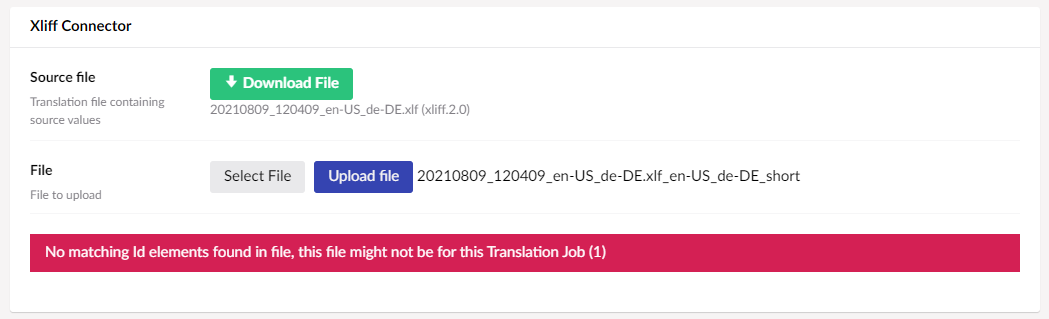 Xliff Connector
Source file
Download File
Translation file containing
source values
20210809_120409_en-US_de-DE.xlf (xliff.2.0)
File
File to upload
Select File
Upload file
20210809_120409_en-US_de-DE.xlf_en-US_de-DE_short
No matching Id elements found in file, this file might not be for this Translation Job (1)